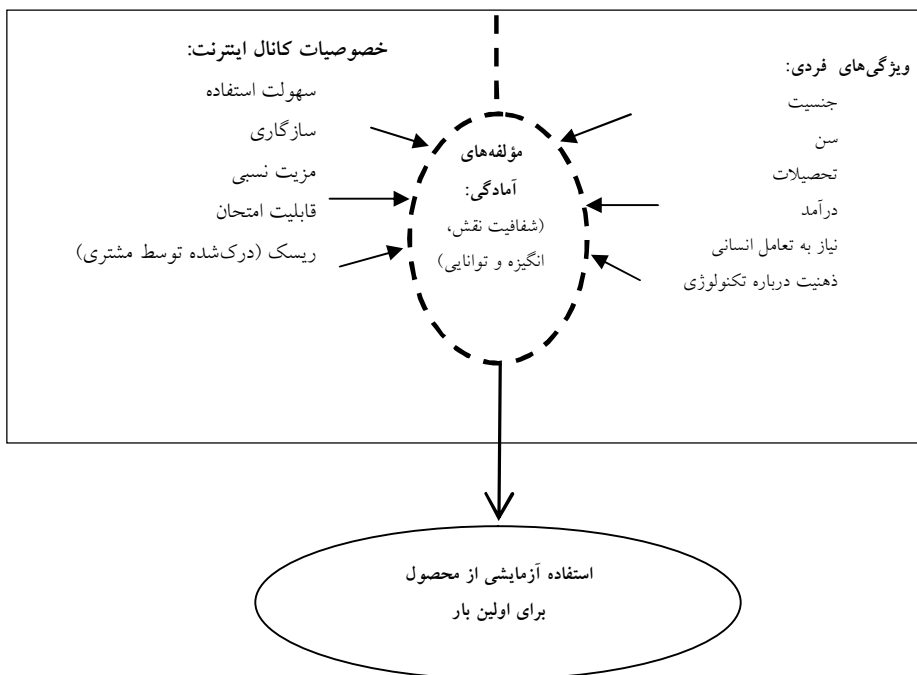 ویژگی‌های فردی:
جنسیت
سن
تحصیلات
درآمد
نیاز به تعامل انسانی
ذهنیت درباره تکنولوژی
مؤلفه‌های
آمادگی:
(شفافیت نقش،
انگیزه و توانایی)
خصوصیات کانال اینترنت:
سهولت استفاده
سازگاری
مزیت نسبی
قابلیت امتحان
ریسک (درک‌شده توسط مشتری)
استفاده آزمایشی از محصول
برای اولین بار